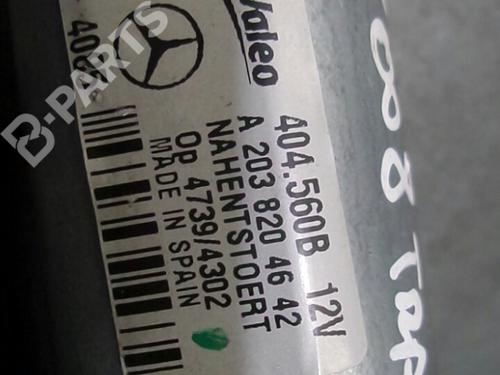 Valeo
404.560B 12V
A 203 820 46 42
NAHENTSTOERT
OP 4739/4302
MADE IN SPAIN
B-PARTS